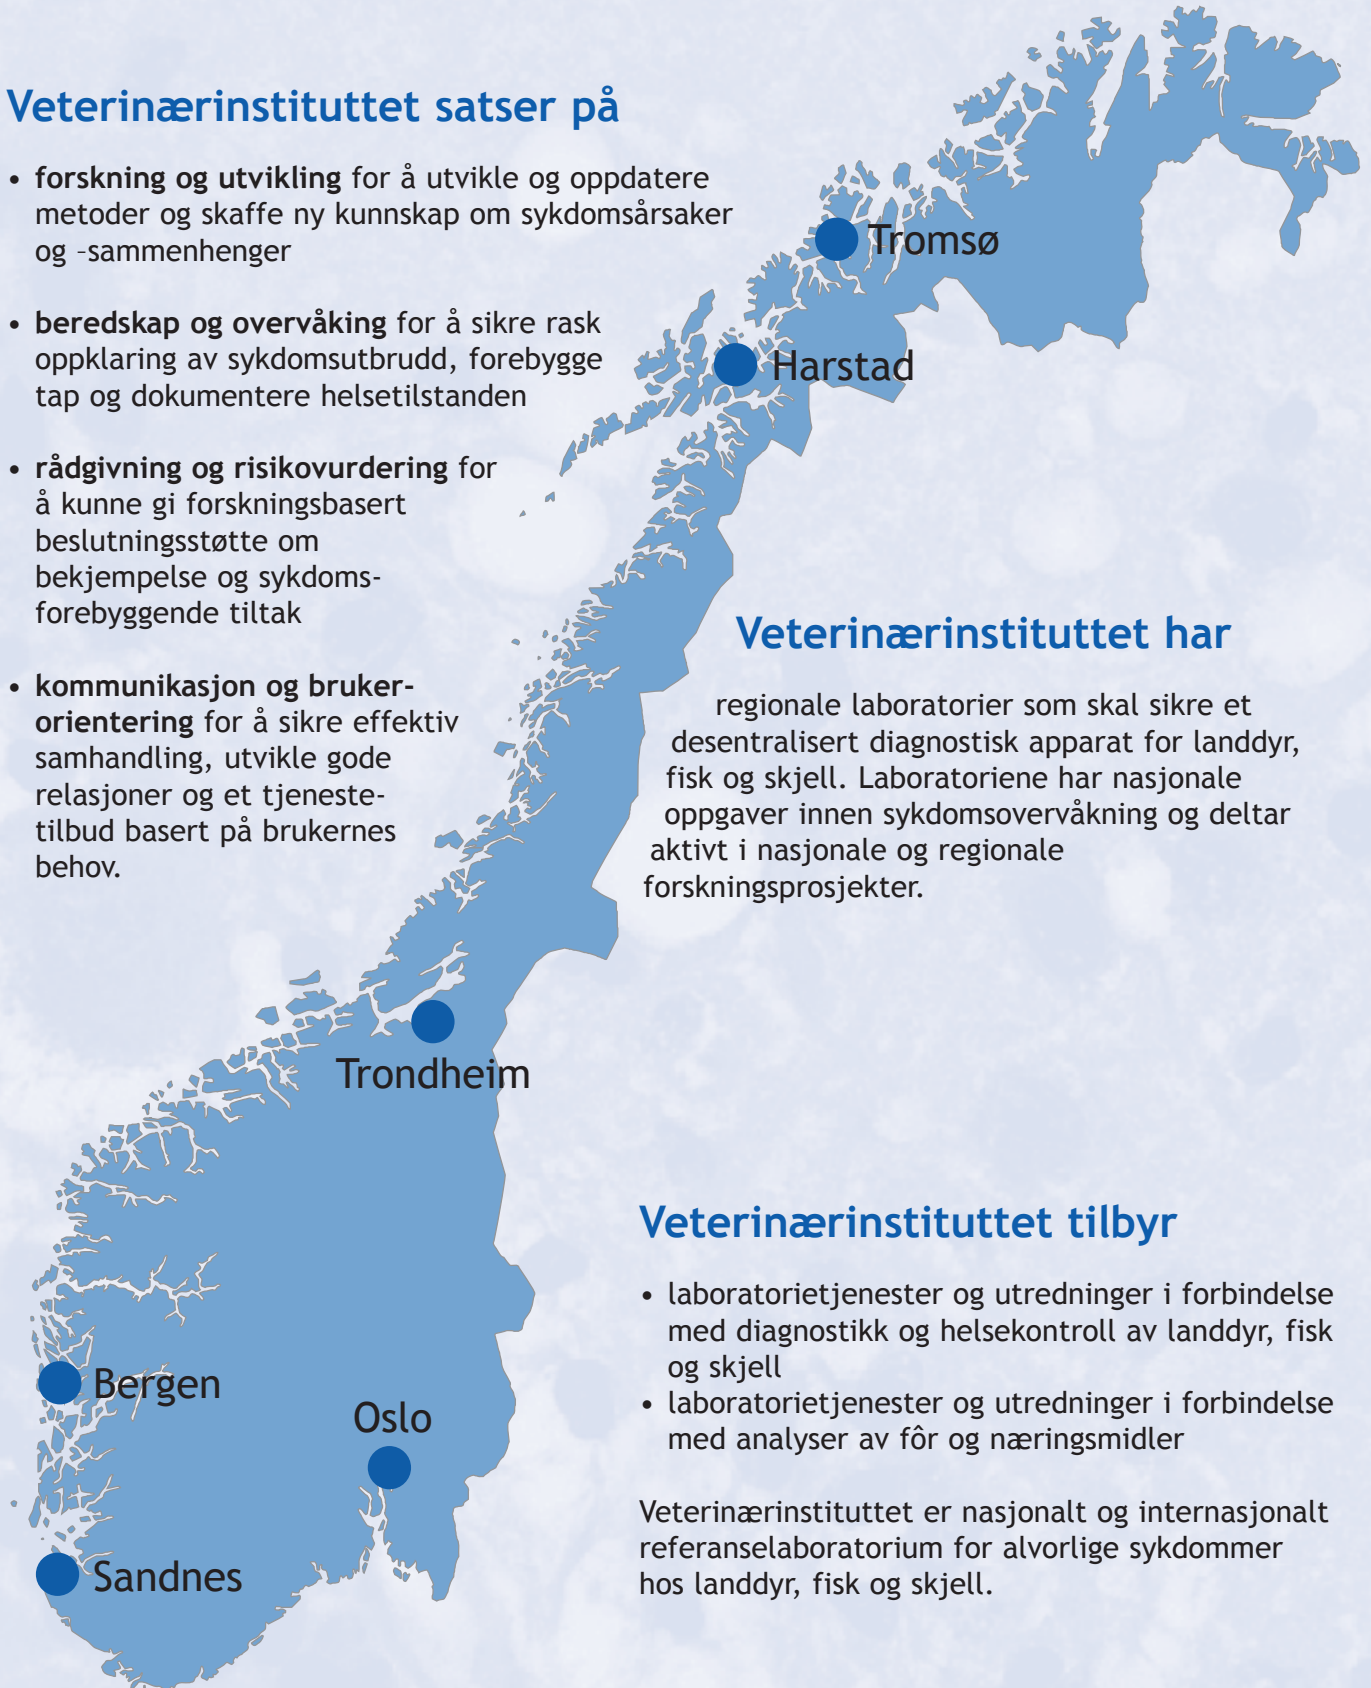 Veterinærinstituttet satser på
• forskning og utvikling for å utvikle og oppdatere
metoder og skaffe ny kunnskap om sykdomsårsaker
og -sammenhenger
• beredskap og overvåking for å sikre rask
oppklaring av sykdomsutbrudd, forebygge
tap og dokumentere helsetilstanden
• rådgivning og risikovurdering for
å kunne gi forskningsbasert
beslutningsstøtte om
bekjempelse og sykdoms-
forebyggende tiltak
• kommunikasjon og bruker-
orientering for å sikre effektiv
samhandling, utvikle gode
relasjoner og et tjeneste-
tilbud basert på brukernes
behov.
Tromsø
Harstad
Veterinærinstituttet har
regionale laboratorier som skal sikre et
desentralisert diagnostisk apparat for landdyr,
fisk og skjell. Laboratoriene har nasjonale
oppgaver innen sykdomsovervåkning og deltar
aktivt i nasjonale og regionale
forskningsprosjekter.
Trondheim
Bergen
Oslo
Sandnes
Veterinærinstituttet tilbyr
• laboratorietjenester og utredninger i forbindelse
med diagnostikk og helsekontroll av landdyr, fisk
og skjell
• laboratorietjenester og utredninger i forbindelse
med analyser av fôr og næringsmidler
Veterinærinstituttet er nasjonalt og internasjonalt
referanselaboratorium for alvorlige sykdommer
hos landdyr, fisk og skjell.